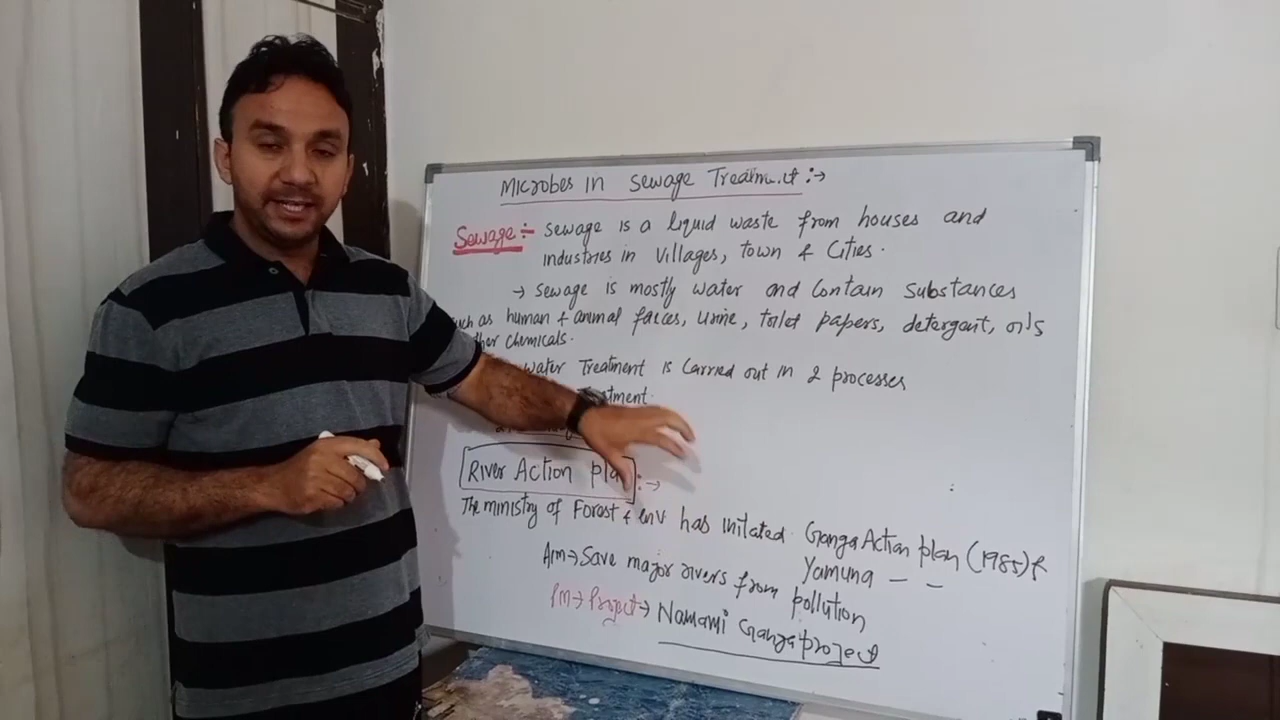 Microbes in Sewage Treatment :→
Sewage :- Sewage is a liquid waste from houses and
industries in Villages, town & Cities.
→ Sewage is mostly water and Contain Substances
such as human & animal faeces, urine, toilet papers, detergent, oils
other chemicals.
water Treatment is Carried out in 2 processes
River Action plan :→
The ministry of Forest & env has initated Ganga Action plan (1985) &
Yamuna — —
Aim → Save major rivers from pollution
PM → Project → Namami Ganga project